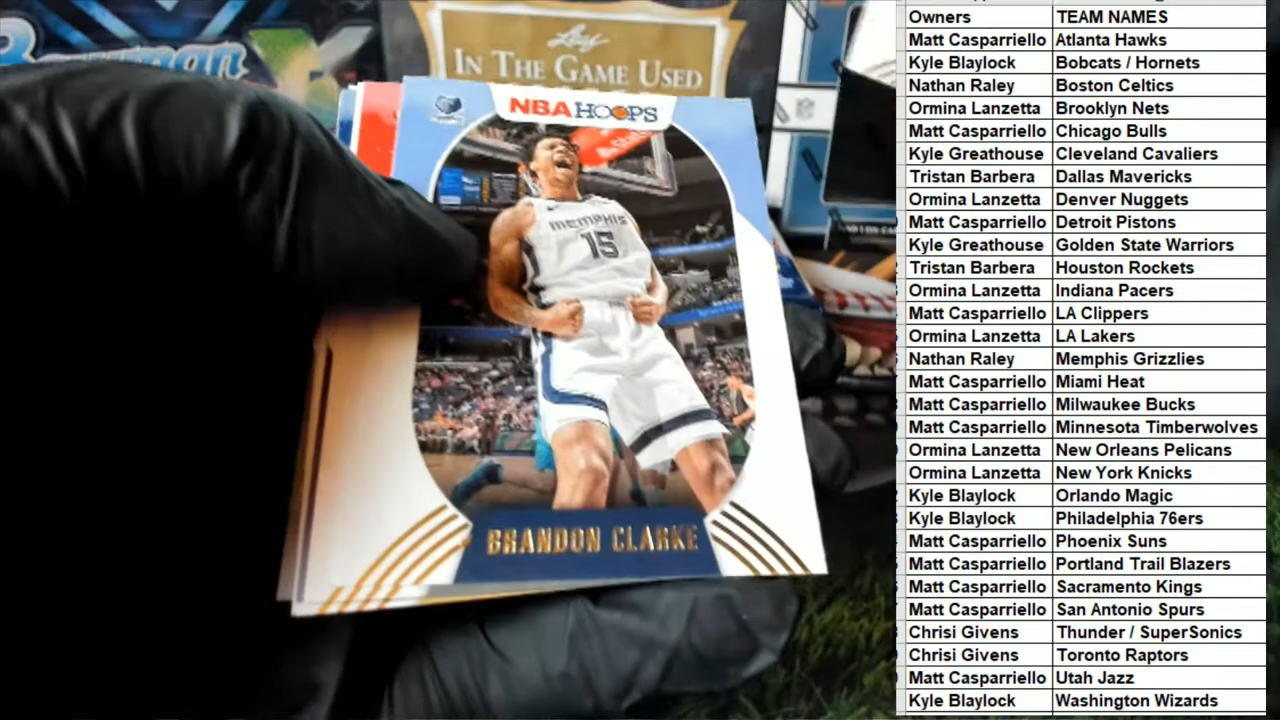 Bowman
Leaf
IN THE GAME USED
NBA HOOPS
MEMPHIS
15
BRANDON CLARKE
NFL
Owners TEAM NAMES
Matt Casparriello Atlanta Hawks
Kyle Blaylock Bobcats / Hornets
Nathan Raley Boston Celtics
Ormina Lanzetta Brooklyn Nets
Matt Casparriello Chicago Bulls
Kyle Greathouse Cleveland Cavaliers
Tristan Barbera Dallas Mavericks
Ormina Lanzetta Denver Nuggets
Matt Casparriello Detroit Pistons
Kyle Greathouse Golden State Warriors
Tristan Barbera Houston Rockets
Ormina Lanzetta Indiana Pacers
Matt Casparriello LA Clippers
Ormina Lanzetta LA Lakers
Nathan Raley Memphis Grizzlies
Matt Casparriello Miami Heat
Matt Casparriello Milwaukee Bucks
Matt Casparriello Minnesota Timberwolves
Ormina Lanzetta New Orleans Pelicans
Ormina Lanzetta New York Knicks
Kyle Blaylock Orlando Magic
Kyle Blaylock Philadelphia 76ers
Matt Casparriello Phoenix Suns
Matt Casparriello Portland Trail Blazers
Matt Casparriello Sacramento Kings
Matt Casparriello San Antonio Spurs
Chrisi Givens Thunder / SuperSonics
Chrisi Givens Toronto Raptors
Matt Casparriello Utah Jazz
Kyle Blaylock Washington Wizards